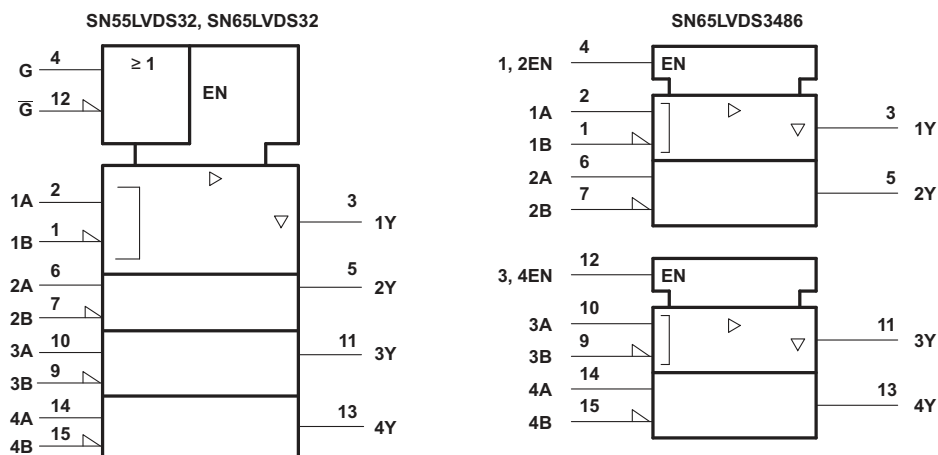 SN55LVDS32, SN65LVDS32
G 4
≥ 1
EN
G̅ 12
1A 2
3 1Y
1B 1
2A 6
5 2Y
2B 7
3A 10
11 3Y
3B 9
4A 14
13 4Y
4B 15
SN65LVDS3486
1, 2EN 4
EN
1A 2
3 1Y
1B 1
2A 6
5 2Y
2B 7
3, 4EN 12
EN
3A 10
11 3Y
3B 9
4A 14
13 4Y
4B 15